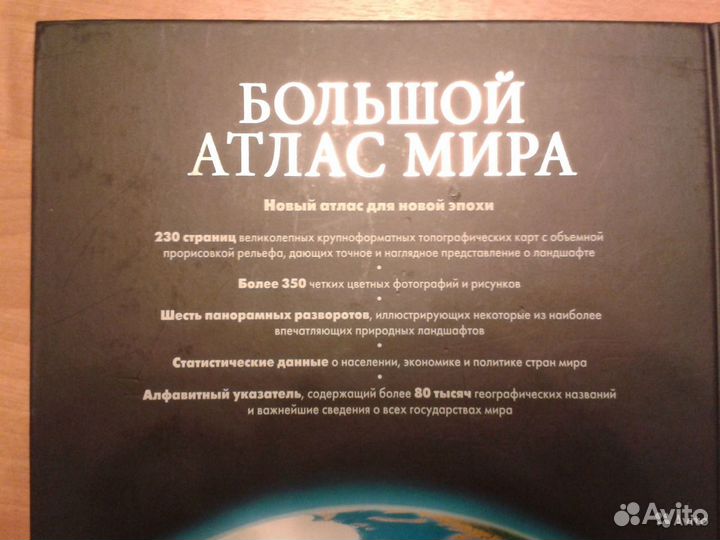 БОЛЬШОЙ
АТЛАС МИРА
Новый атлас для новой эпохи
230 страниц великолепных крупноформатных топографических карт с объемной
прорисовкой рельефа, дающих точное и наглядное представление о ландшафте
•
Более 350 четких цветных фотографий и рисунков
•
Шесть панорамных разворотов, иллюстрирующих некоторые из наиболее
впечатляющих природных ландшафтов
•
Статистические данные о населении, экономике и политике стран мира
•
Алфавитный указатель, содержащий более 80 тысяч географических названий
и важнейшие сведения о всех государствах мира
Avito
Avito